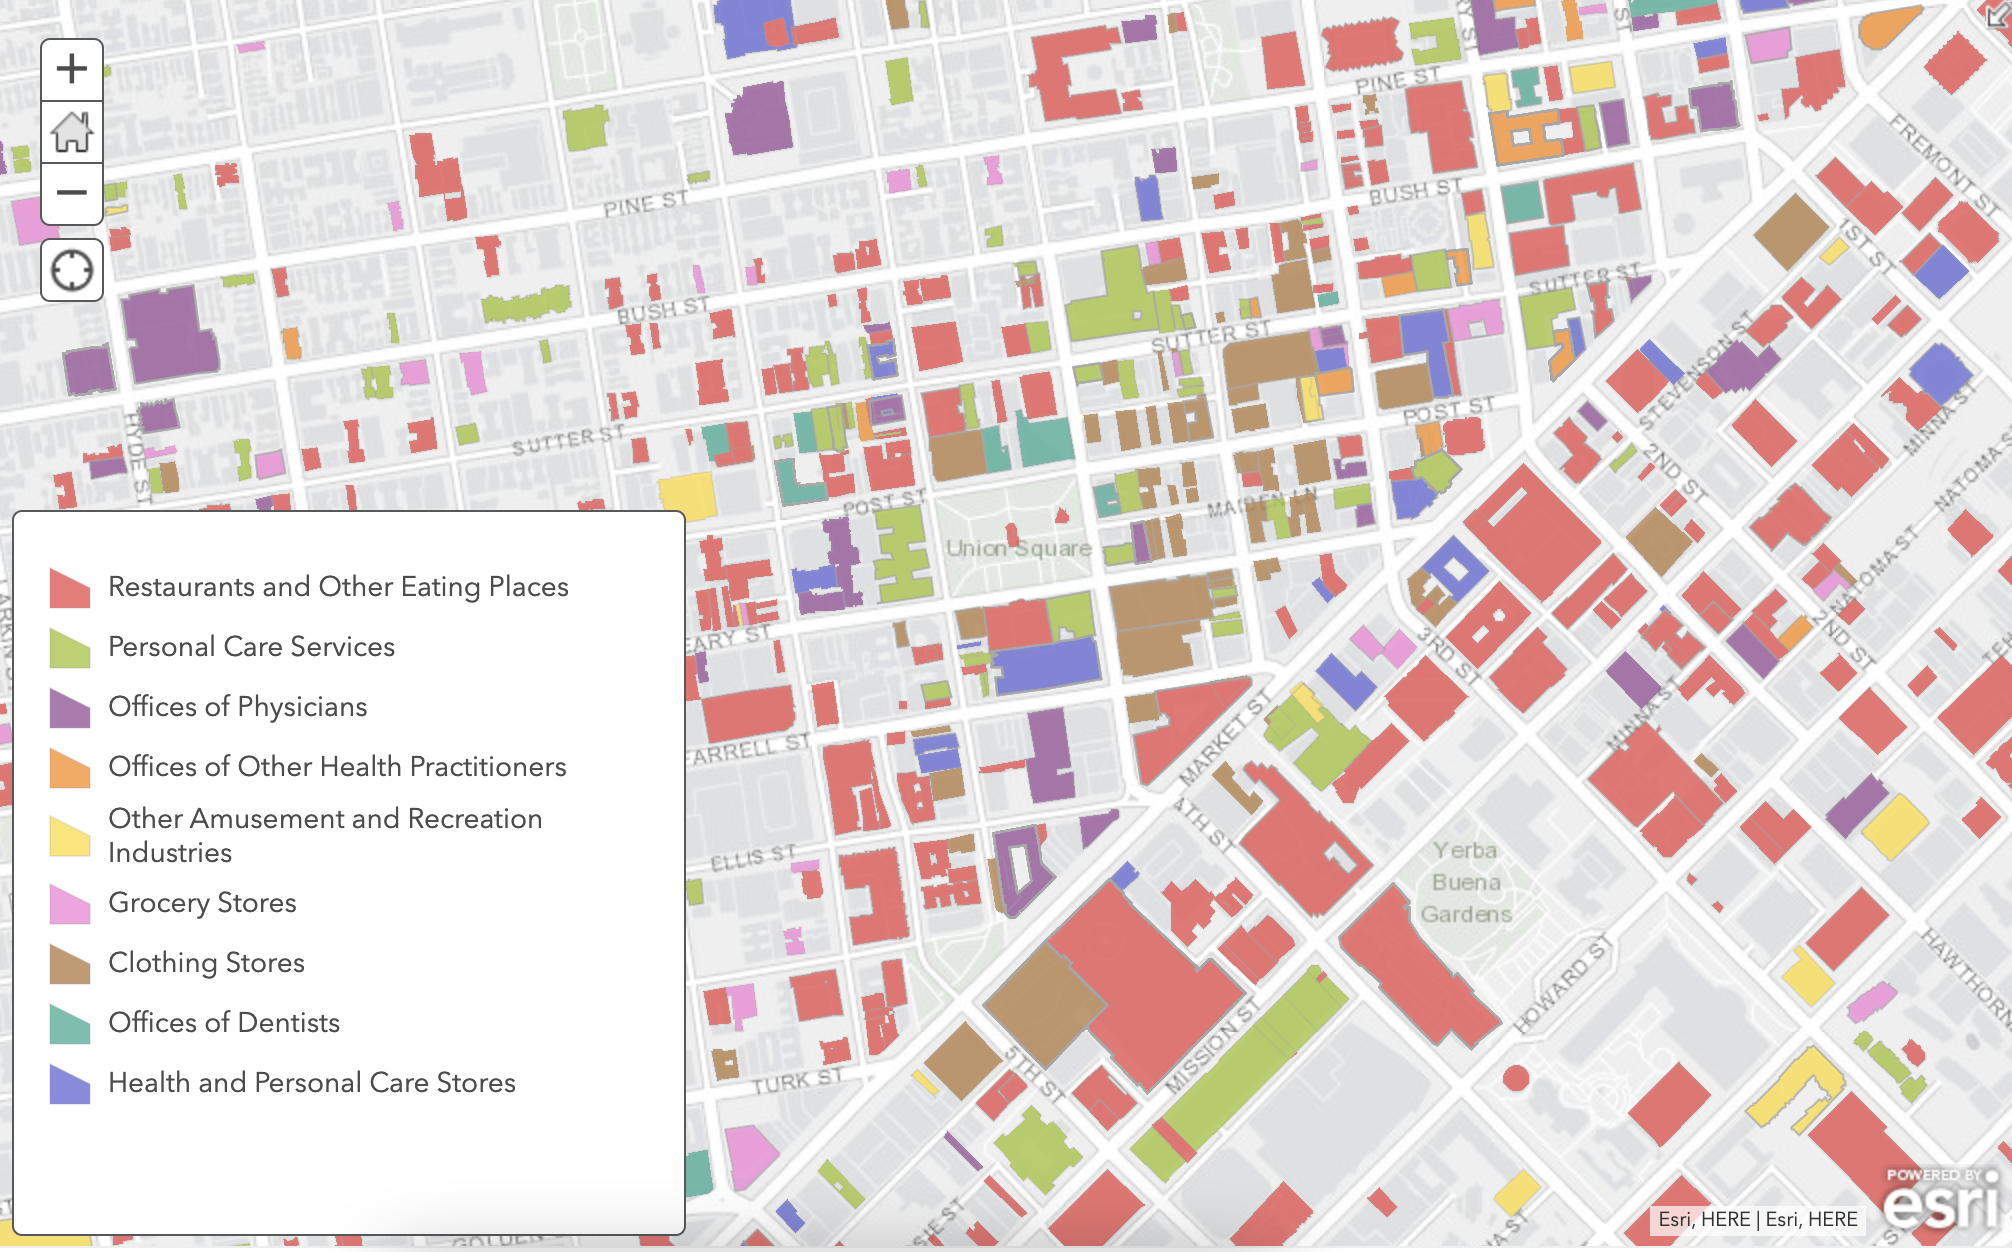 +
−
PINE ST
PINE ST
BUSH ST
BUSH ST
SUTTER ST
SUTTER ST
SUTTER ST
FREMONT ST
1ST ST
STEVENSON ST
POST ST
POST ST
MINNA ST
2ND ST
NATOMA ST
HYDE ST
MAIDEN LN
Union Square
3RD ST
2ND ST
MINNA ST
MARKET ST
4TH ST
ELLIS ST
Yerba
Buena
Gardens
HOWARD ST
MISSION ST
5TH ST
TURK ST
Restaurants and Other Eating Places
Personal Care Services
Offices of Physicians
Offices of Other Health Practitioners
Other Amusement and Recreation
Industries
Grocery Stores
Clothing Stores
Offices of Dentists
Health and Personal Care Stores
POWERED BY
esri
Esri, HERE | Esri, HERE